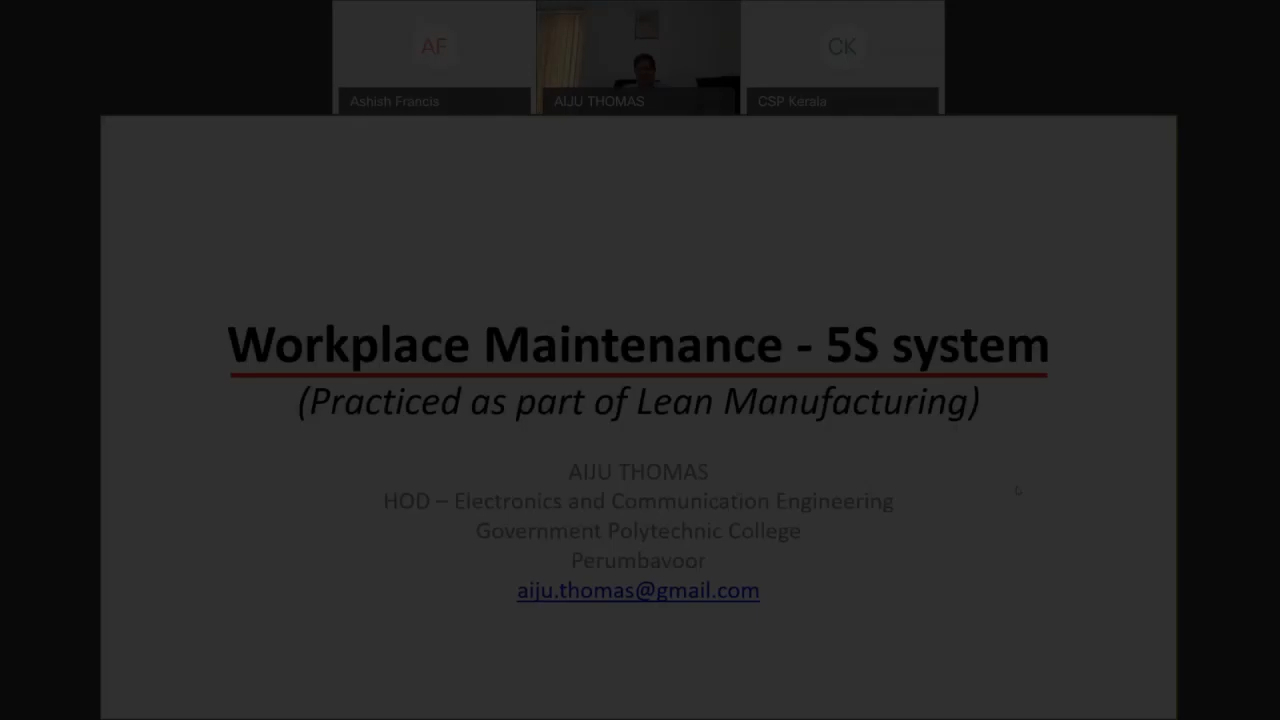 AF
CK
Ashish Francis
AIJU THOMAS
CSP Kerala
Workplace Maintenance - 5S system
(Practiced as part of Lean Manufacturing)
AIJU THOMAS
HOD – Electronics and Communication Engineering
Government Polytechnic College
Perumbavoor
aiju.thomas@gmail.com